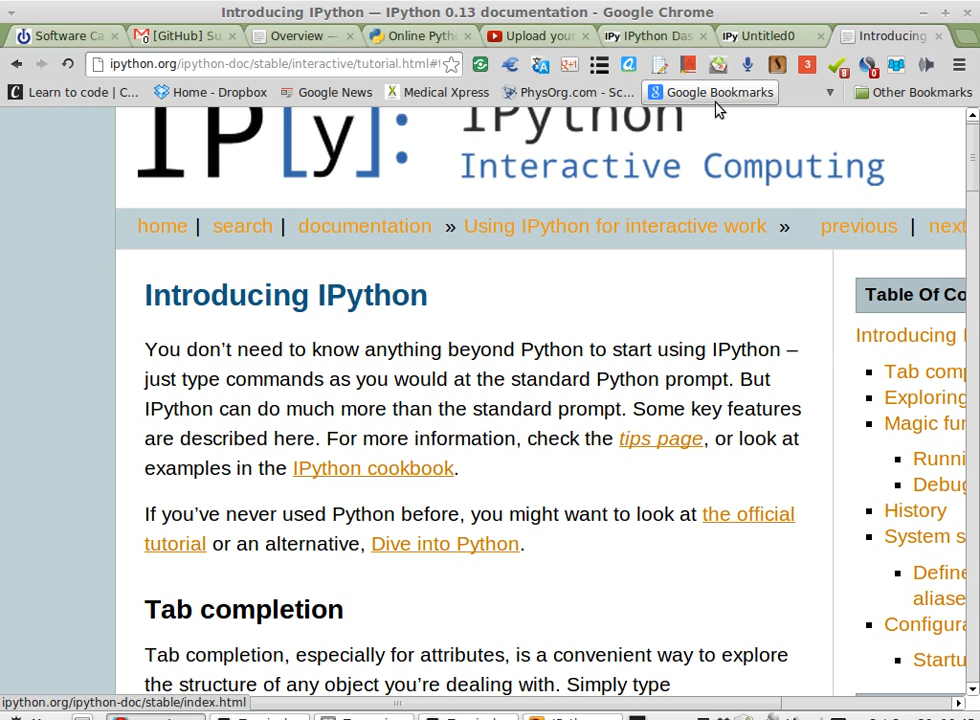 Introducing IPython — IPython 0.13 documentation - Google Chrome
Software Ca
[GitHub] Su
Overview —
Online Pyth
Upload your
IPy IPython Das
IPy Untitled0
Introducing
ipython.org/ipython-doc/stable/interactive/tutorial.html#!
Learn to code | C...
Home - Dropbox
Google News
Medical Xpress
PhysOrg.com - Sc...
Google Bookmarks
Other Bookmarks
IP[y]:
IPython
Interactive Computing
home | search | documentation » Using IPython for interactive work » previous | next
Introducing IPython
You don’t need to know anything beyond Python to start using IPython –
just type commands as you would at the standard Python prompt. But
IPython can do much more than the standard prompt. Some key features
are described here. For more information, check the tips page, or look at
examples in the IPython cookbook.
If you’ve never used Python before, you might want to look at the official
tutorial or an alternative, Dive into Python.
Tab completion
Tab completion, especially for attributes, is a convenient way to explore
the structure of any object you’re dealing with. Simply type
Table Of Co
Introducing I
Tab comp
Exploring
Magic fun
Runni
Debug
History
System s
Define
aliase
Configura
Startu
ipython.org/ipython-doc/stable/index.html